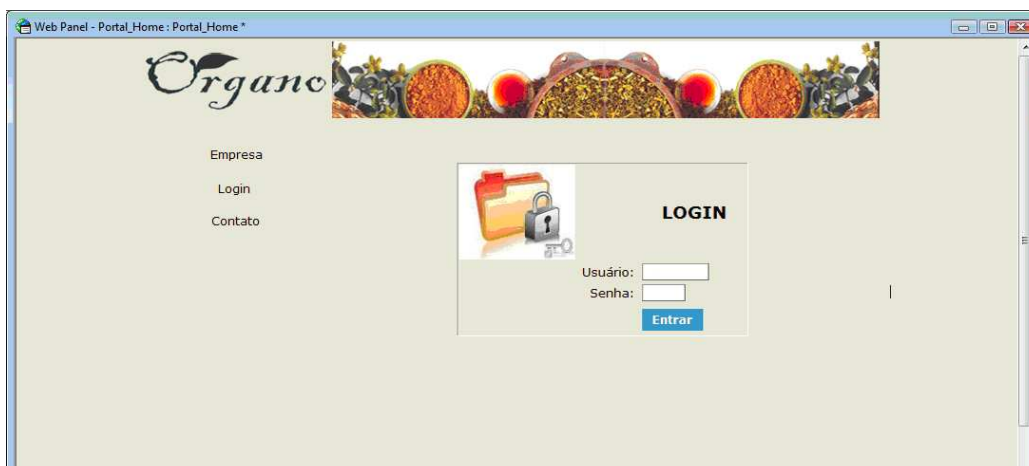 Web Panel - Portal_Home : Portal_Home *
Organo
Empresa
Login
Contato
LOGIN
Usuário:
Senha:
Entrar